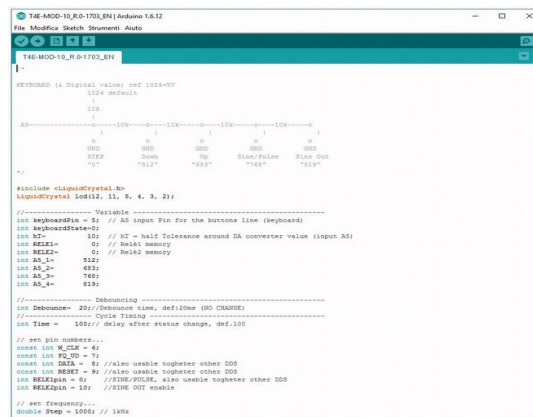 T4E-MOD-10_R.0-1703_EN | Arduino 1.6.12
File Modifica Sketch Strumenti Aiuto
T4E-MOD-10_R.0-1703_EN
KEYBOARD (& Digital value) ref 1024=5V
1024 default
|
10K
|
A5---------------o-----10K-----o----10K-----o----10K-----o----10K-----o
| | | | |
o o o o o
GND GND GND GND GND
STEP Down Up Sine/Pulse Sine Out
"0" "512" "683" "768" "819"
*/
#include <LiquidCrystal.h>
LiquidCrystal lcd(12, 11, 5, 4, 3, 2);
//--------------- Variable -------------------------------------------
int keyboardPin = 5; // A5 input Pin for the buttons line (keyboard)
int keyboardState=0;
int hT= 10; // hT = half Tolerance around DA converter value (input A5)
int RELE1= 0; // Relè1 memory
int RELE2= 0; // Relè2 memory
int A5_1= 512;
int A5_2= 683;
int A5_3= 768;
int A5_4= 819;
//--------------- Debouncing -----------------------------------------
int Debounce= 20;//Debounce time, def:20ms (NO CHANGE)
//--------------- Cycle Timing ---------------------------------------
int Time = 100;// delay after status change, def.100
// set pin numbers...
const int W_CLK = 6;
const int FQ_UD = 7;
const int DATA = 8; //also usable togheter other DDS
const int RESET = 9; //also usable togheter other DDS
int RELE1pin = 0; //SINE/PULSE, also usable togheter other DDS
int RELE2pin = 10; //SINE OUT enable
// set frequency...
double Step = 1000; // 1kHz